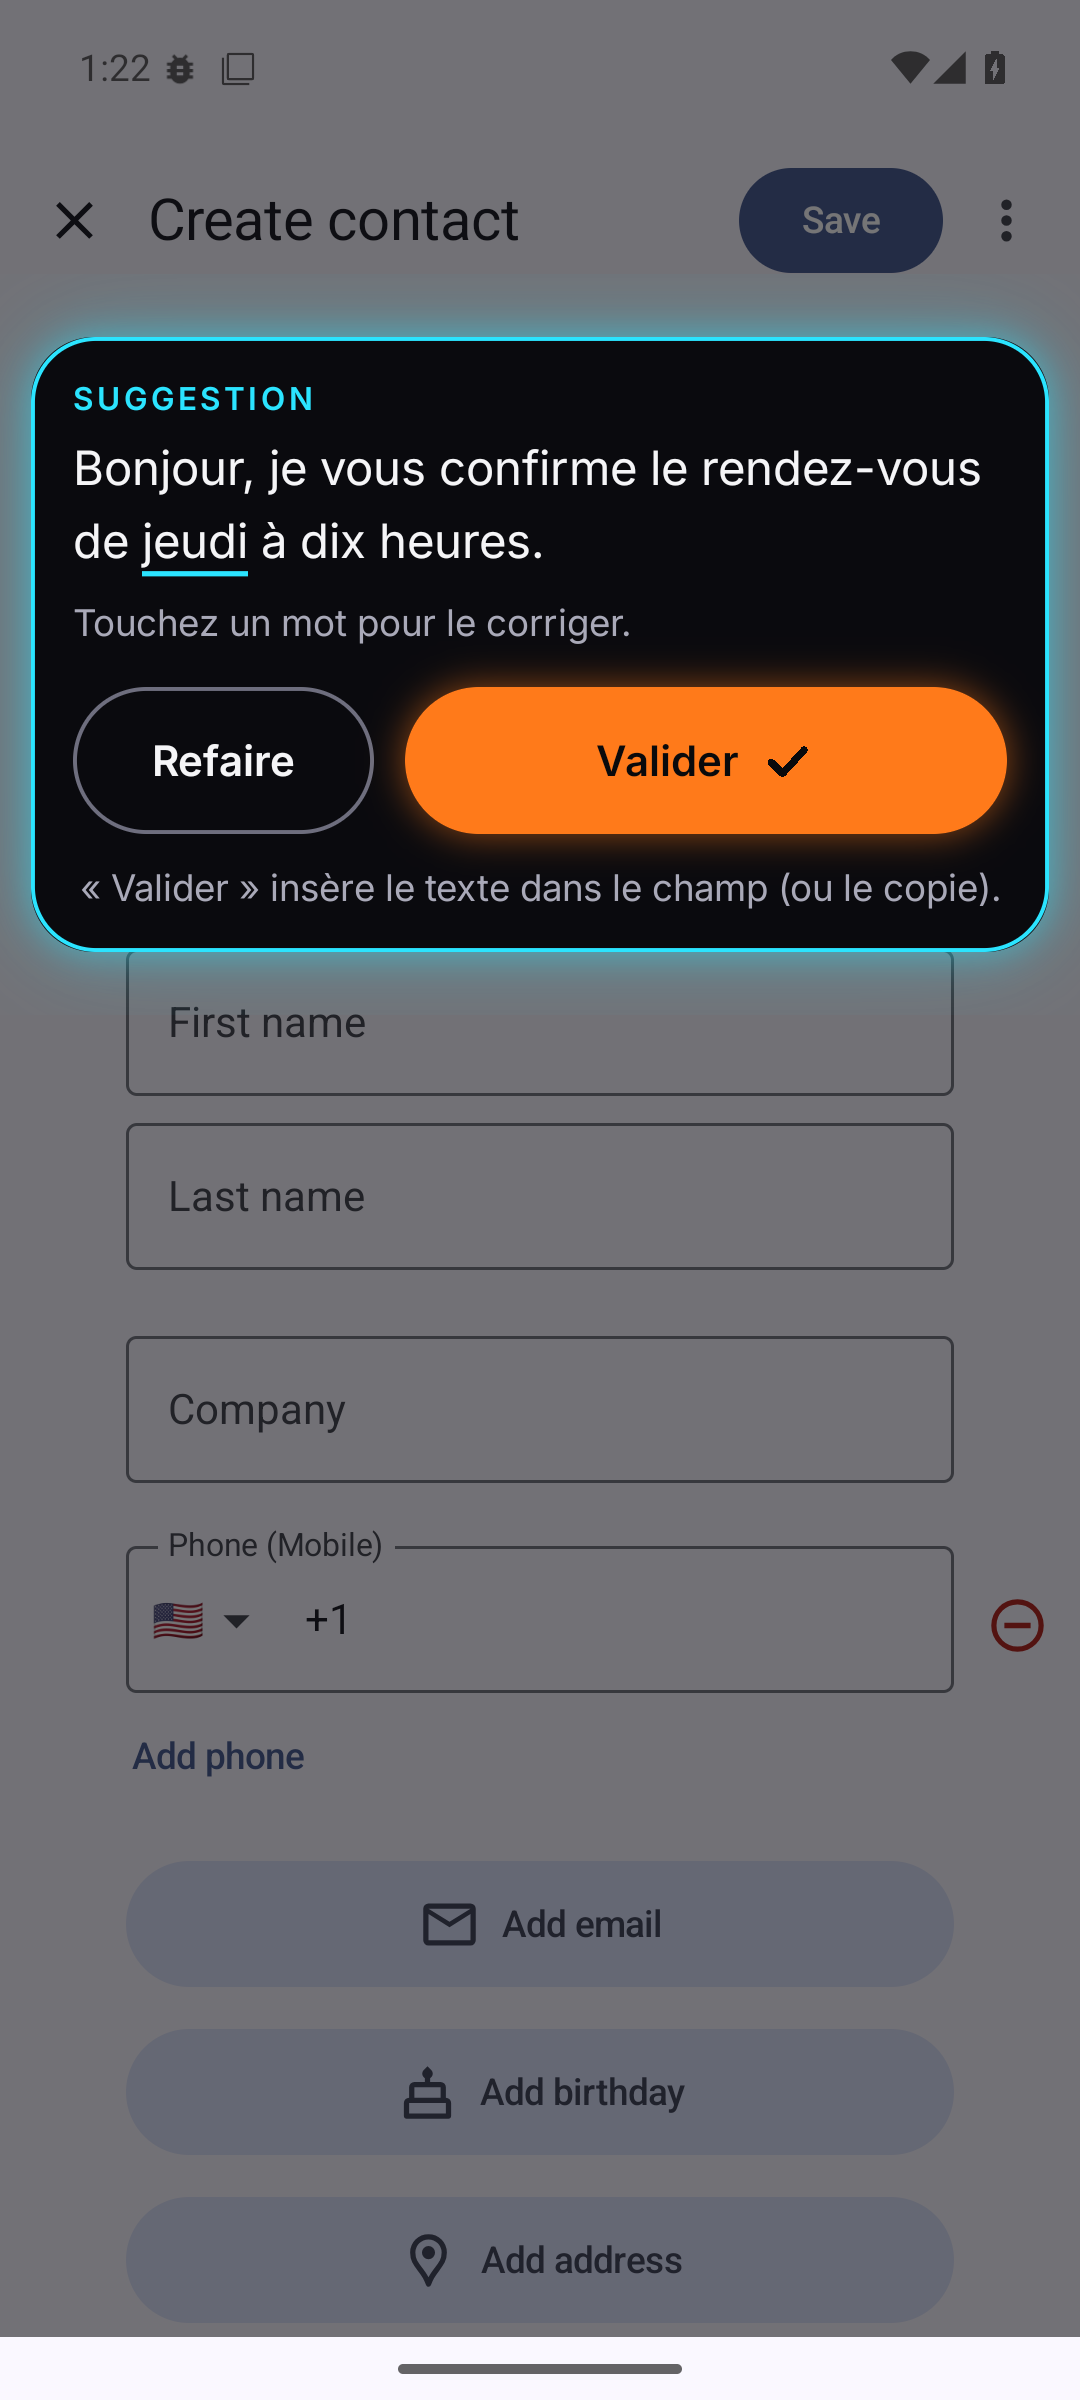 1:22
Create contact
Save
SUGGESTION
Bonjour, je vous confirme le rendez-vous
de jeudi à dix heures.
Touchez un mot pour le corriger.
Refaire
Valider
« Valider » insère le texte dans le champ (ou le copie).
First name
Last name
Company
Phone (Mobile)
+1
Add phone
Add email
Add birthday
Add address